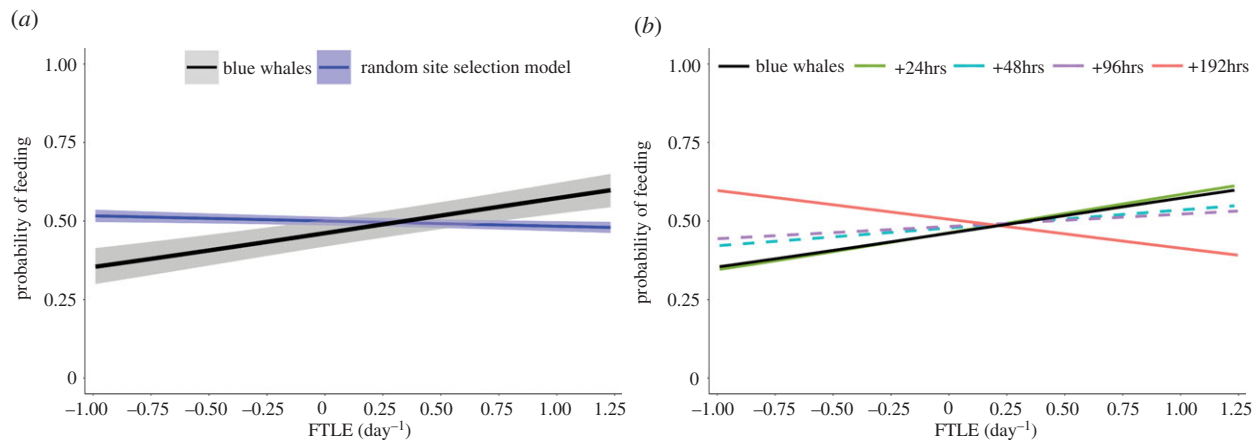 (a)
blue whales random site selection model
probability of feeding
1.00
0.75
0.50
0.25
0
–1.00 –0.75 –0.50 –0.25 0 0.25 0.50 0.75 1.00 1.25
FTLE (day⁻¹)
(b)
blue whales +24hrs +48hrs +96hrs +192hrs
probability of feeding
1.00
0.75
0.50
0.25
0
–1.00 –0.75 –0.50 –0.25 0 0.25 0.50 0.75 1.00 1.25
FTLE (day⁻¹)